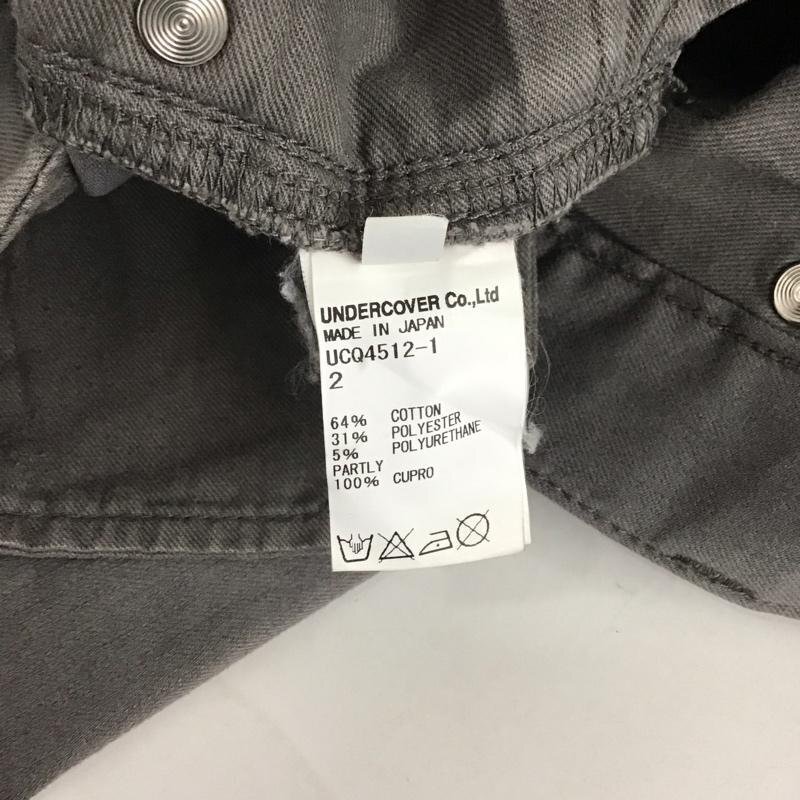 UNDERCOVER Co.,Ltd
MADE IN JAPAN
UCQ4512-1
2
64% COTTON
31% POLYESTER
5% POLYURETHANE
PARTLY
100% CUPRO